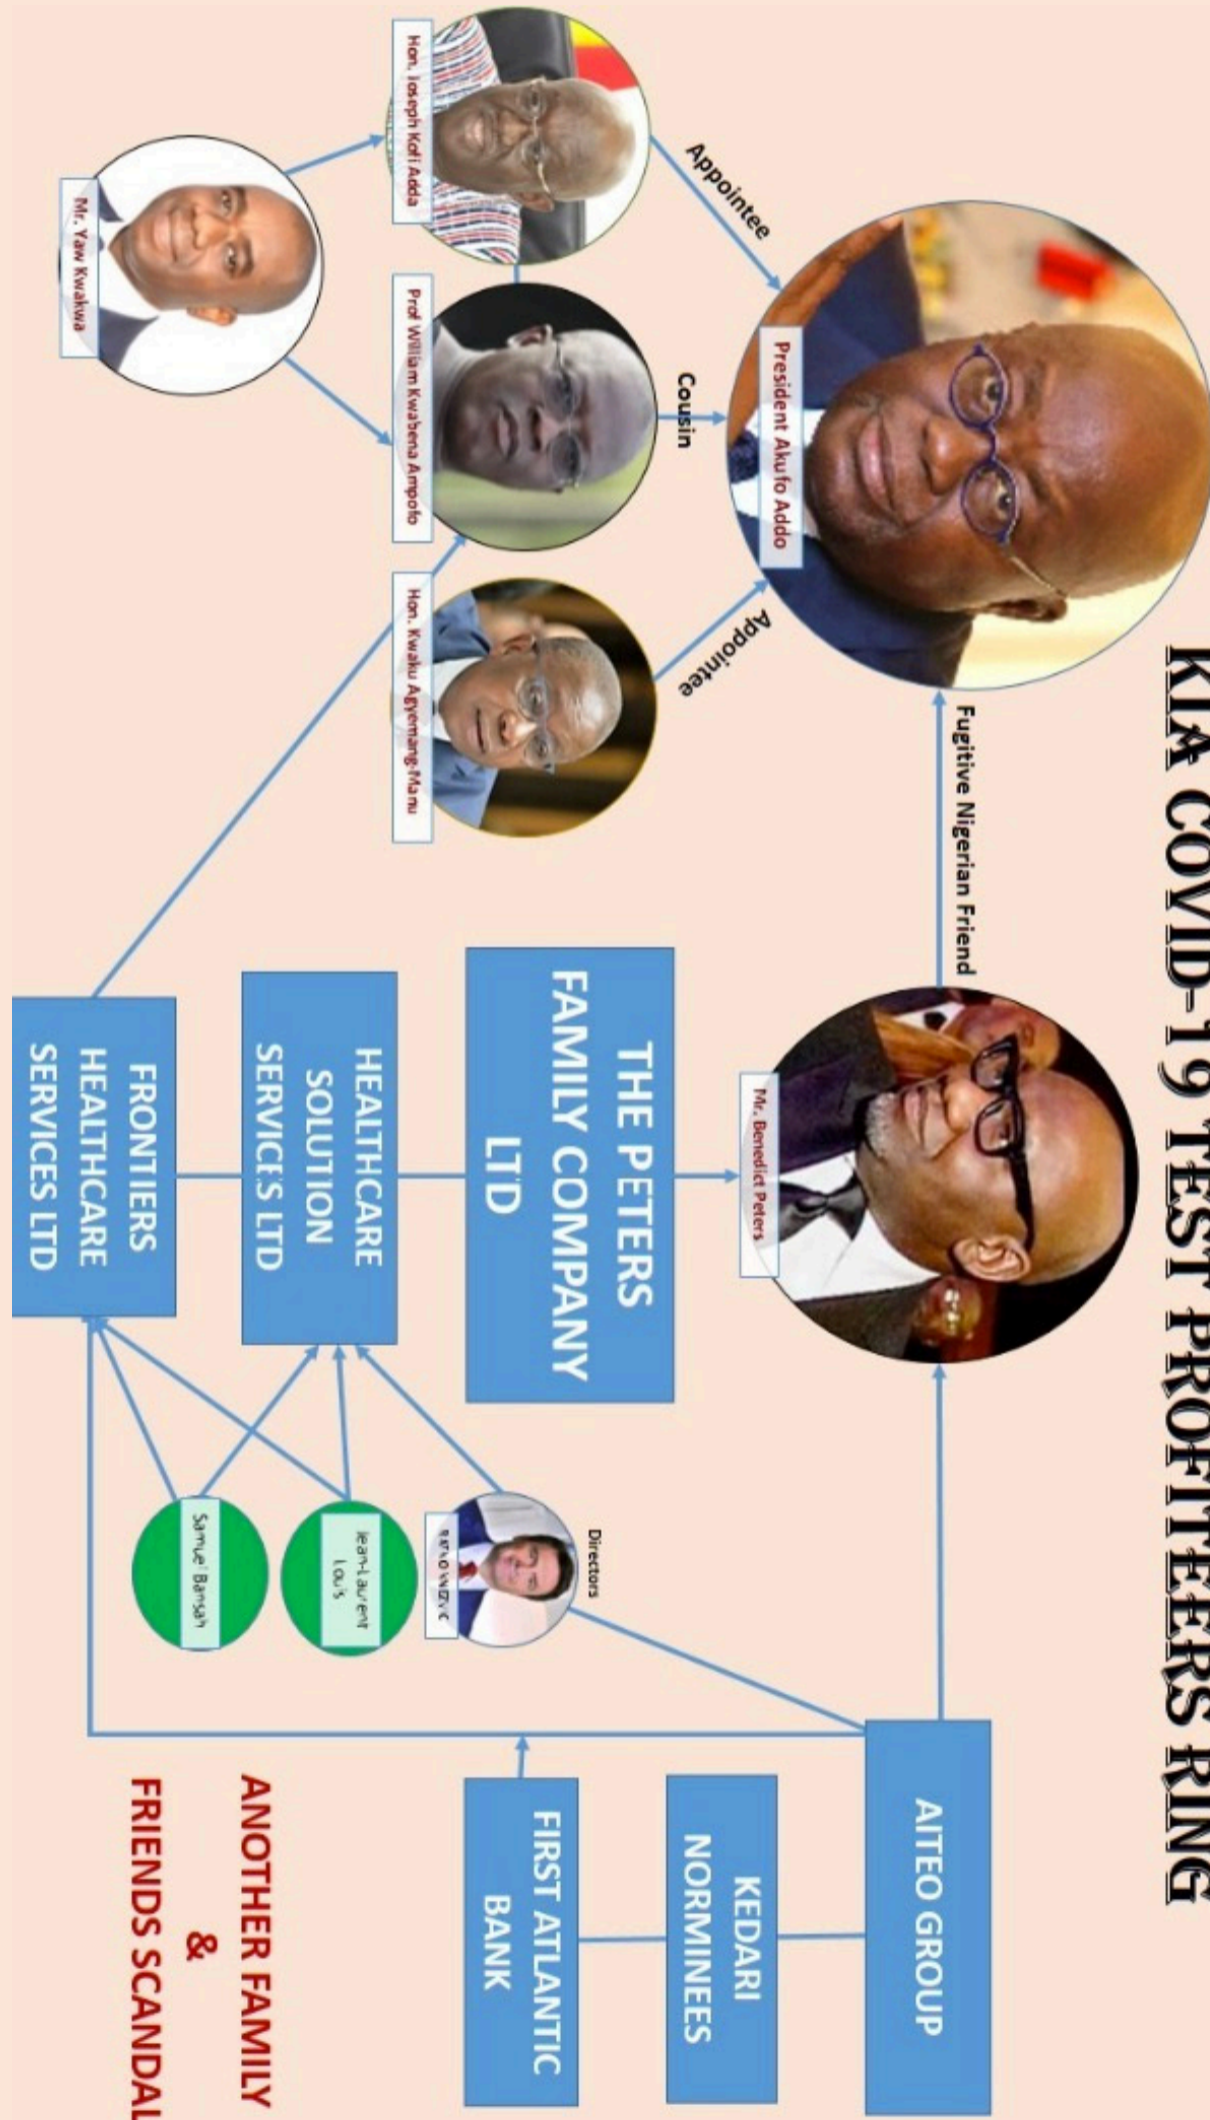 KIA COVID-19 TEST PROFITEERS RING
President Akufo Addo
Fugitive Nigerian Friend
Mr. Benedict Peters
AITEO GROUP
Appointee
Cousin
Appointee
Hon. Joseph Kofi Adda
Prof William Kwabena Ampofo
Hon. Kwaku Agyemang-Manu
Mr. Yaw Kwakwa
THE PETERS
FAMILY COMPANY
LTD
HEALTHCARE
SOLUTION
SERVICES LTD
FRONTIERS
HEALTHCARE
SERVICES LTD
Directors
Jean-Laurent
Louis
Samuel Bansah
KEDARI
NORMINEES
FIRST ATLANTIC
BANK
ANOTHER FAMILY
&
FRIENDS SCANDAL